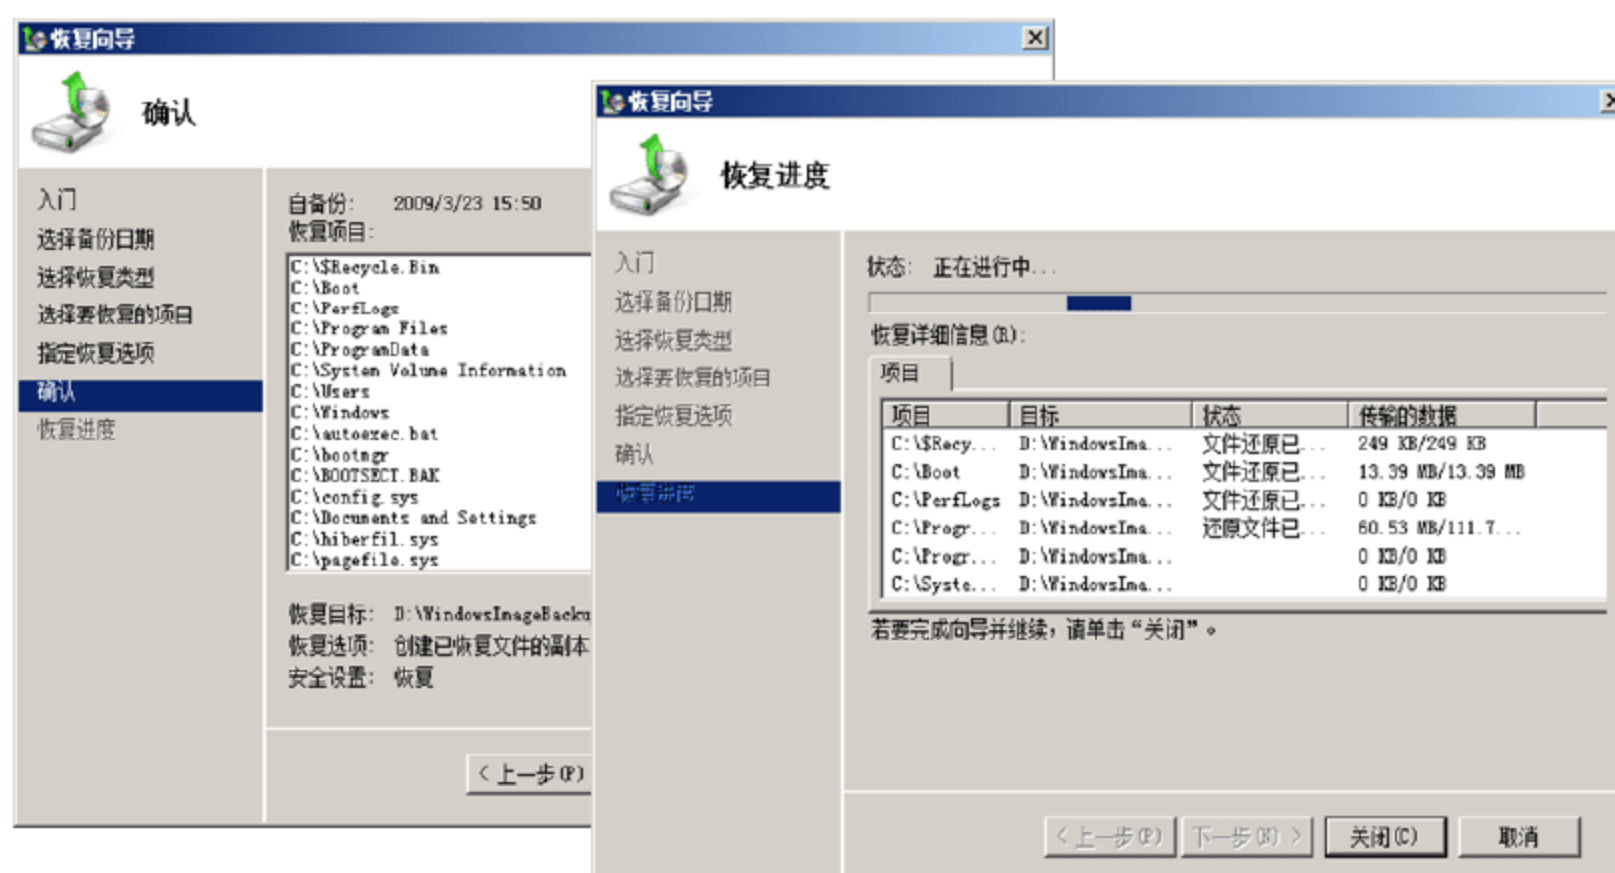 恢复向导
确认
入门
选择备份日期
选择恢复类型
选择要恢复的项目
指定恢复选项
确认
恢复进度
自备份: 2009/3/23 15:50
恢复项目:
C:\$Recycle.Bin
C:\Boot
C:\PerfLogs
C:\Program Files
C:\ProgramData
C:\System Volume Information
C:\Users
C:\Windows
C:\autoexec.bat
C:\bootmgr
C:\BOOTSECT.BAK
C:\config.sys
C:\Documents and Settings
C:\hiberfil.sys
C:\pagefile.sys
恢复目标: D:\WindowsImageBacku
恢复选项: 创建已恢复文件的副本
安全设置: 恢复
< 上一步(P)
恢复向导
恢复进度
入门
选择备份日期
选择恢复类型
选择要恢复的项目
指定恢复选项
确认
恢复进度
状态: 正在进行中...
恢复详细信息(R):
项目
项目 目标 状态 传输的数据
C:\$Recy... D:\WindowsIma... 文件还原已... 249 KB/249 KB
C:\Boot D:\WindowsIma... 文件还原已... 13.39 MB/13.39 MB
C:\PerfLogs D:\WindowsIma... 文件还原已... 0 KB/0 KB
C:\Progr... D:\WindowsIma... 还原文件已... 60.53 MB/111.7...
C:\Progr... D:\WindowsIma... 0 KB/0 KB
C:\Syste... D:\WindowsIma... 0 KB/0 KB
若要完成向导并继续，请单击“关闭”。
< 上一步(P) 下一步(N) > 关闭(C) 取消